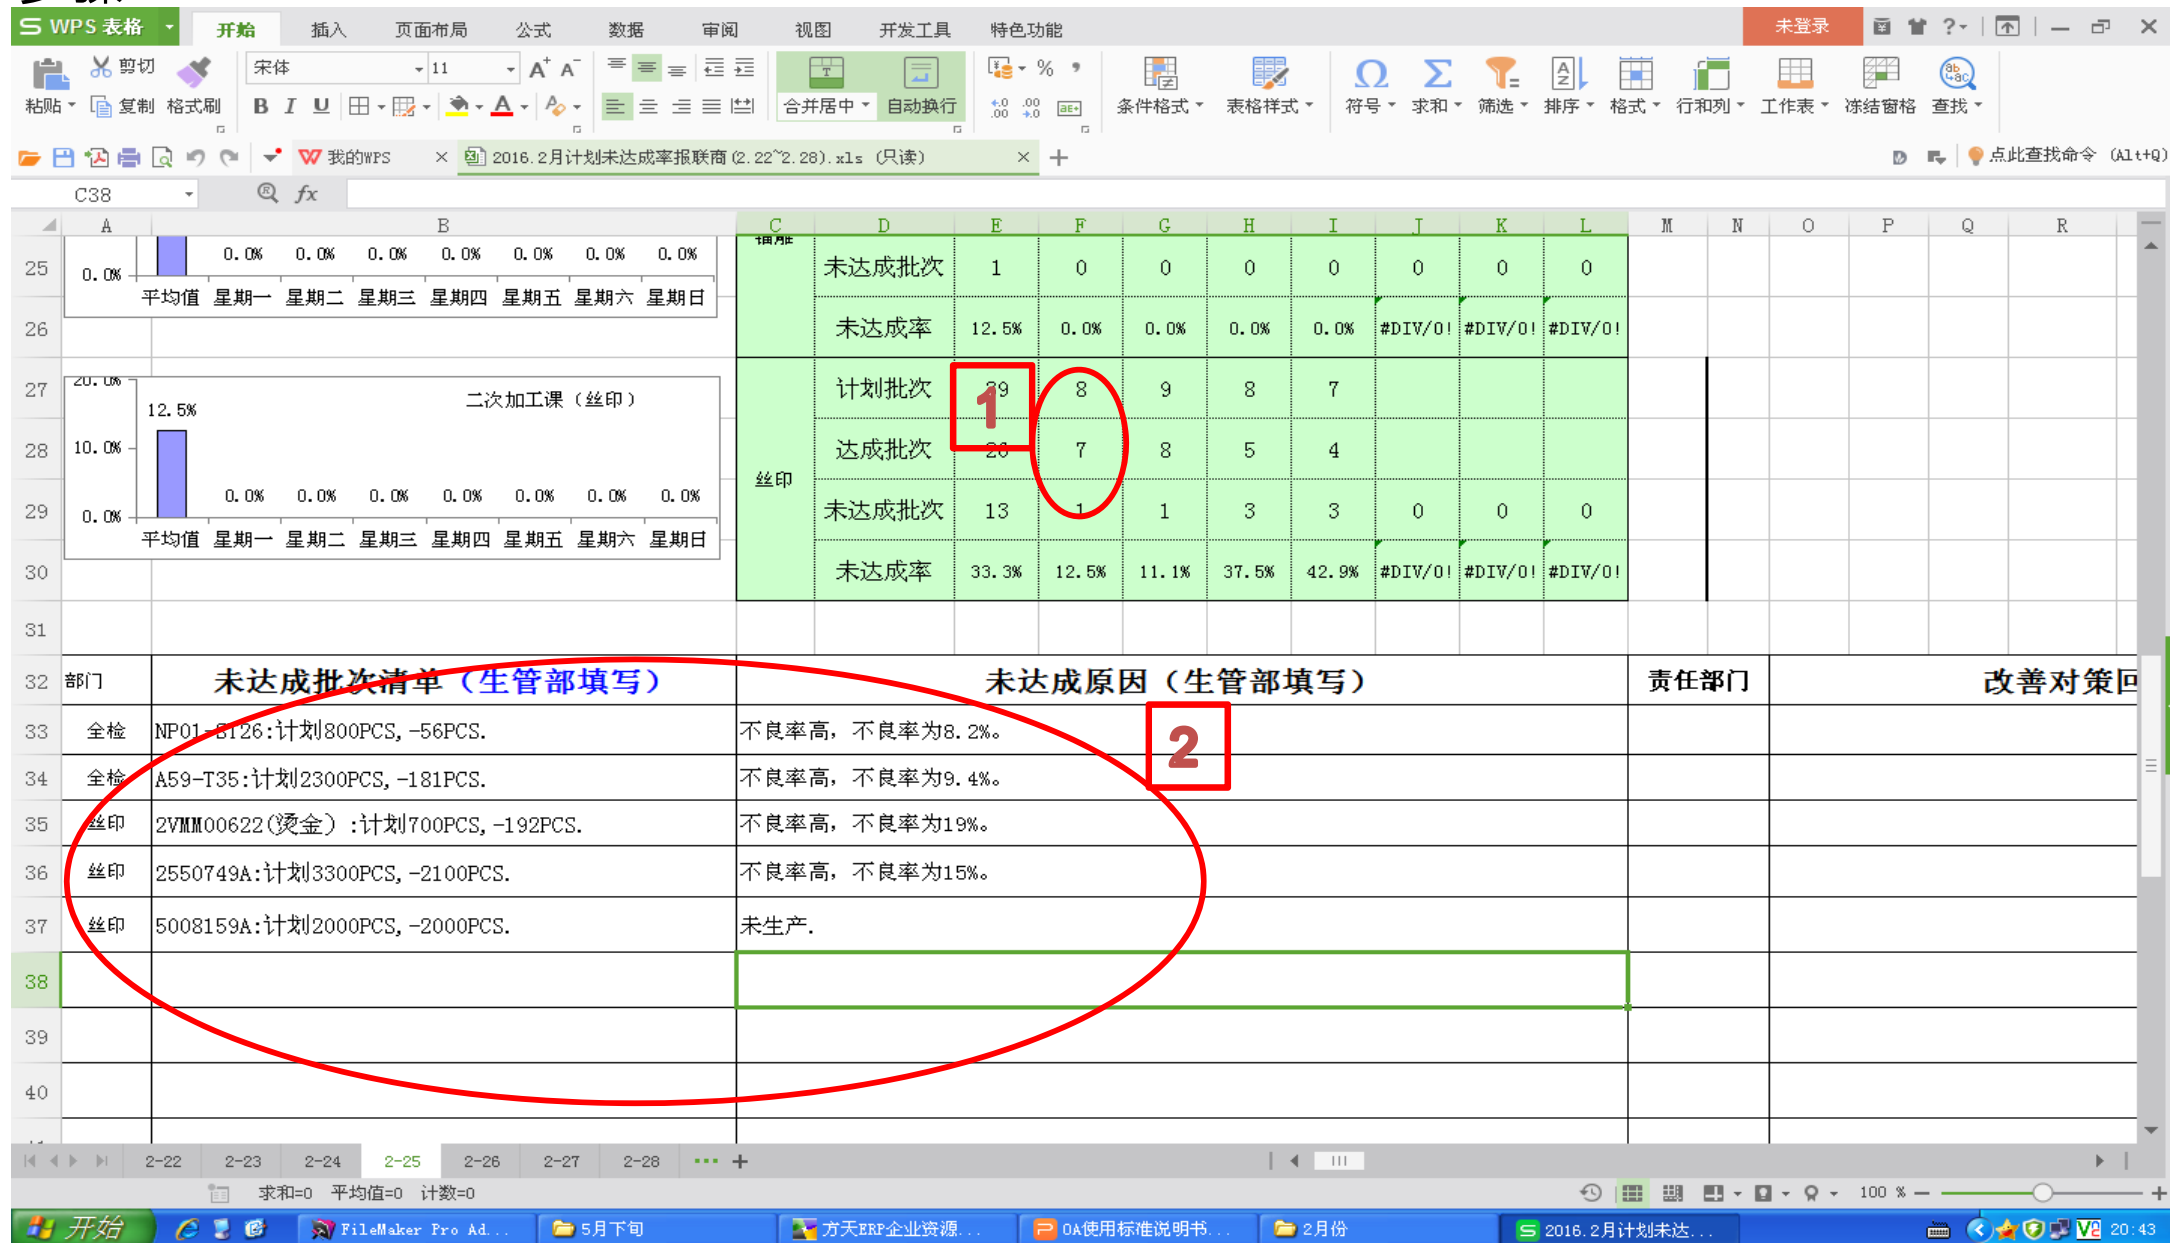 WPS 表格 开始 插入 页面布局 公式 数据 审阅 视图 开发工具 特色功能 未登录
剪切 宋体 11
粘贴 复制 格式刷 B I U 合并居中 自动换行 条件格式 表格样式 符号 求和 筛选 排序 格式 行和列 工作表 冻结窗格 查找
我的WPS × 2016.2月计划未达成率报联商(2.22~2.28).xls (只读) × + 点此查找命令 (Alt+Q)
C38 fx
A B C D E F G H I J K L M N O P Q R
25 0.0% 0.0% 0.0% 0.0% 0.0% 0.0% 0.0% 0.0% 未达成批次 1 0 0 0 0 0 0 0
平均值 星期一 星期二 星期三 星期四 星期五 星期六 星期日
26 未达成率 12.5% 0.0% 0.0% 0.0% 0.0% #DIV/0! #DIV/0! #DIV/0!
27 20.0% 12.5% 二次加工课（丝印） 计划批次 39 8 9 8 7
1
28 10.0% 达成批次 26 7 8 5 4
丝印
29 0.0% 0.0% 0.0% 0.0% 0.0% 0.0% 0.0% 0.0% 未达成批次 13 1 1 3 3 0 0 0
平均值 星期一 星期二 星期三 星期四 星期五 星期六 星期日
30 未达成率 33.3% 12.5% 11.1% 37.5% 42.9% #DIV/0! #DIV/0! #DIV/0!
31
32 部门 未达成批次清单（生管部填写） 未达成原因（生管部填写） 责任部门 改善对策回
33 全检 NP01-ST26:计划800PCS,-56PCS. 不良率高，不良率为8.2%。
2
34 全检 A59-T35:计划2300PCS,-181PCS. 不良率高，不良率为9.4%。
35 丝印 2VMM00622(烫金）:计划700PCS,-192PCS. 不良率高，不良率为19%。
36 丝印 2550749A:计划3300PCS,-2100PCS. 不良率高，不良率为15%。
37 丝印 5008159A:计划2000PCS,-2000PCS. 未生产.
38
39
40
2-22 2-23 2-24 2-25 2-26 2-27 2-28 ••• +
求和=0 平均值=0 计数=0 100 %
开始 FileMaker Pro Ad... 5月下旬 方天ERP企业资源... OA使用标准说明书... 2月份 2016.2月计划未达... 20:43